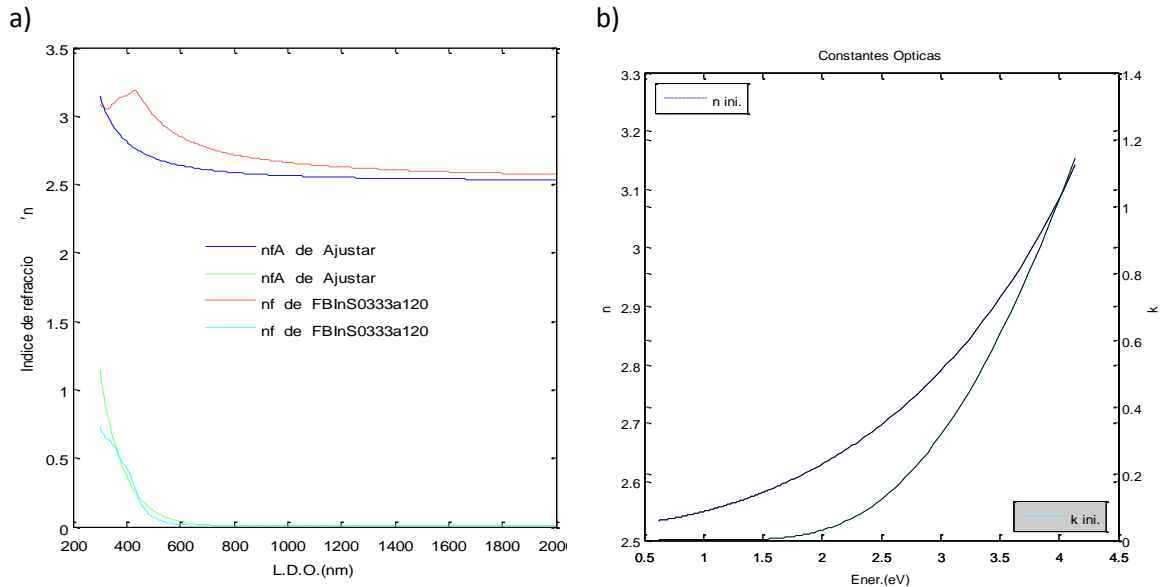 a)
3.5
3
2.5
2
1.5
1
0.5
0
Indice de refraccio ´n
nfA de Ajustar
nfA de Ajustar
nf de FBInS0333a120
nf de FBInS0333a120
200 400 600 800 1000 1200 1400 1600 1800 2000
L.D.O.(nm)
b)
Constantes Opticas
3.3
3.2
3.1
3
2.9
2.8
2.7
2.6
2.5
n
n ini.
k ini.
1.4
1.2
1
0.8
0.6
0.4
0.2
0
k
0.5 1 1.5 2 2.5 3 3.5 4 4.5
Ener.(eV)